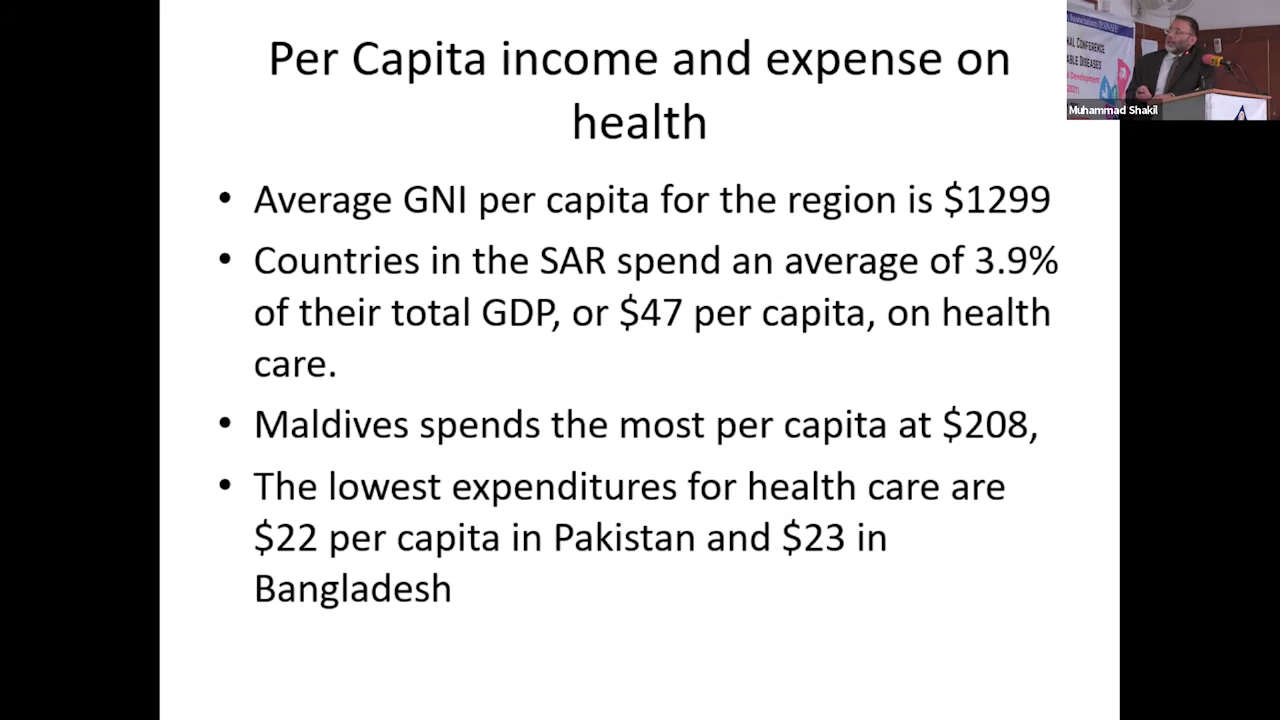 Per Capita income and expense on
health
• Average GNI per capita for the region is $1299
• Countries in the SAR spend an average of 3.9%
of their total GDP, or $47 per capita, on health
care.
• Maldives spends the most per capita at $208,
• The lowest expenditures for health care are
$22 per capita in Pakistan and $23 in
Bangladesh
CONFERENCE
DISEASES
Development
Muhammad Shakil